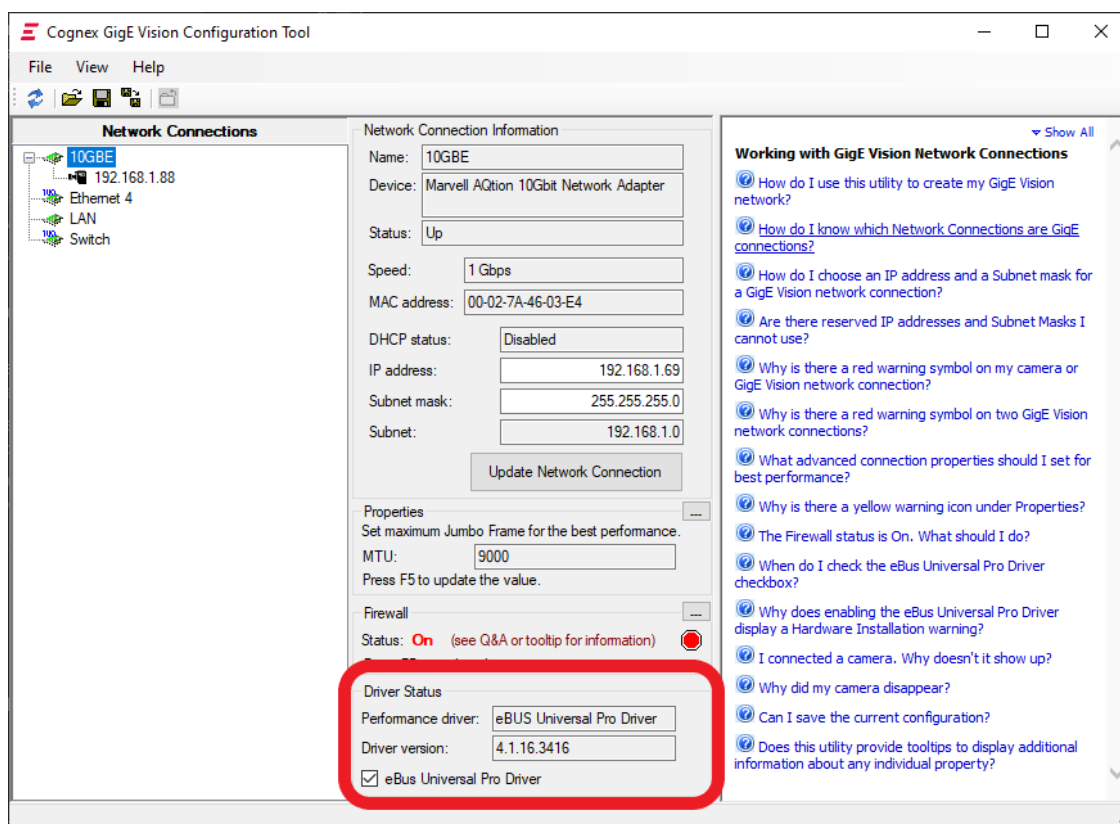 Cognex GigE Vision Configuration Tool
File View Help
Network Connections
10GBE
192.168.1.88
Ethernet 4
LAN
Switch
Network Connection Information
Name: 10GBE
Device: Marvell AQtion 10Gbit Network Adapter
Status: Up
Speed: 1 Gbps
MAC address: 00-02-7A-46-03-E4
DHCP status: Disabled
IP address: 192.168.1.69
Subnet mask: 255.255.255.0
Subnet: 192.168.1.0
Update Network Connection
Properties ...
Set maximum Jumbo Frame for the best performance.
MTU: 9000
Press F5 to update the value.
Firewall ...
Status: On (see Q&A or tooltip for information)
Driver Status
Performance driver: eBUS Universal Pro Driver
Driver version: 4.1.16.3416
eBus Universal Pro Driver
Show All
Working with GigE Vision Network Connections
How do I use this utility to create my GigE Vision
network?
How do I know which Network Connections are GigE
connections?
How do I choose an IP address and a Subnet mask for
a GigE Vision network connection?
Are there reserved IP addresses and Subnet Masks I
cannot use?
Why is there a red warning symbol on my camera or
GigE Vision network connection?
Why is there a red warning symbol on two GigE Vision
network connections?
What advanced connection properties should I set for
best performance?
Why is there a yellow warning icon under Properties?
The Firewall status is On. What should I do?
When do I check the eBus Universal Pro Driver
checkbox?
Why does enabling the eBus Universal Pro Driver
display a Hardware Installation warning?
I connected a camera. Why doesn't it show up?
Why did my camera disappear?
Can I save the current configuration?
Does this utility provide tooltips to display additional
information about any individual property?